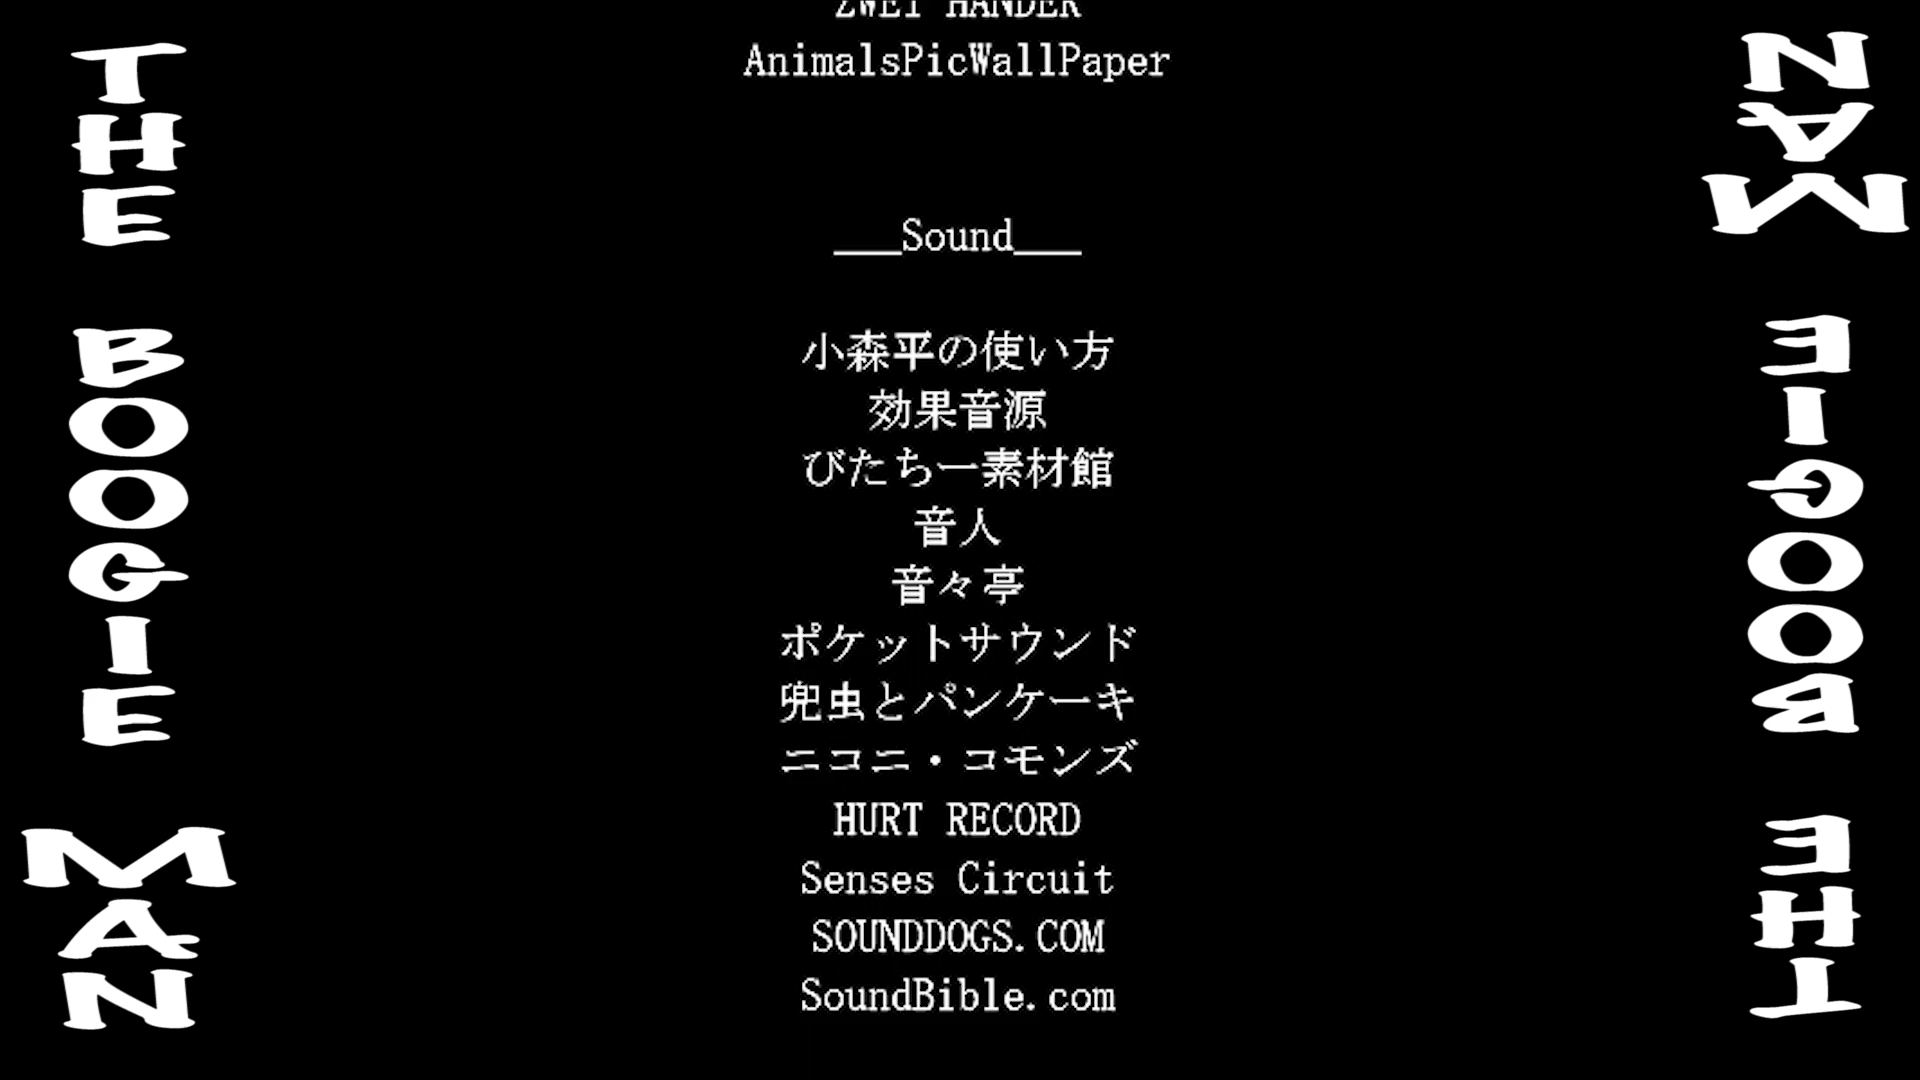 THE BOOGIE MAN
ZWEI HANDER
AnimalsPicWallPaper
___Sound___
小森平の使い方
効果音源
びたちー素材館
音人
音々亭
ポケットサウンド
兜虫とパンケーキ
ニコニ・コモンズ
HURT RECORD
Senses Circuit
SOUNDDOGS.COM
SoundBible.com
THE BOOGIE MAN